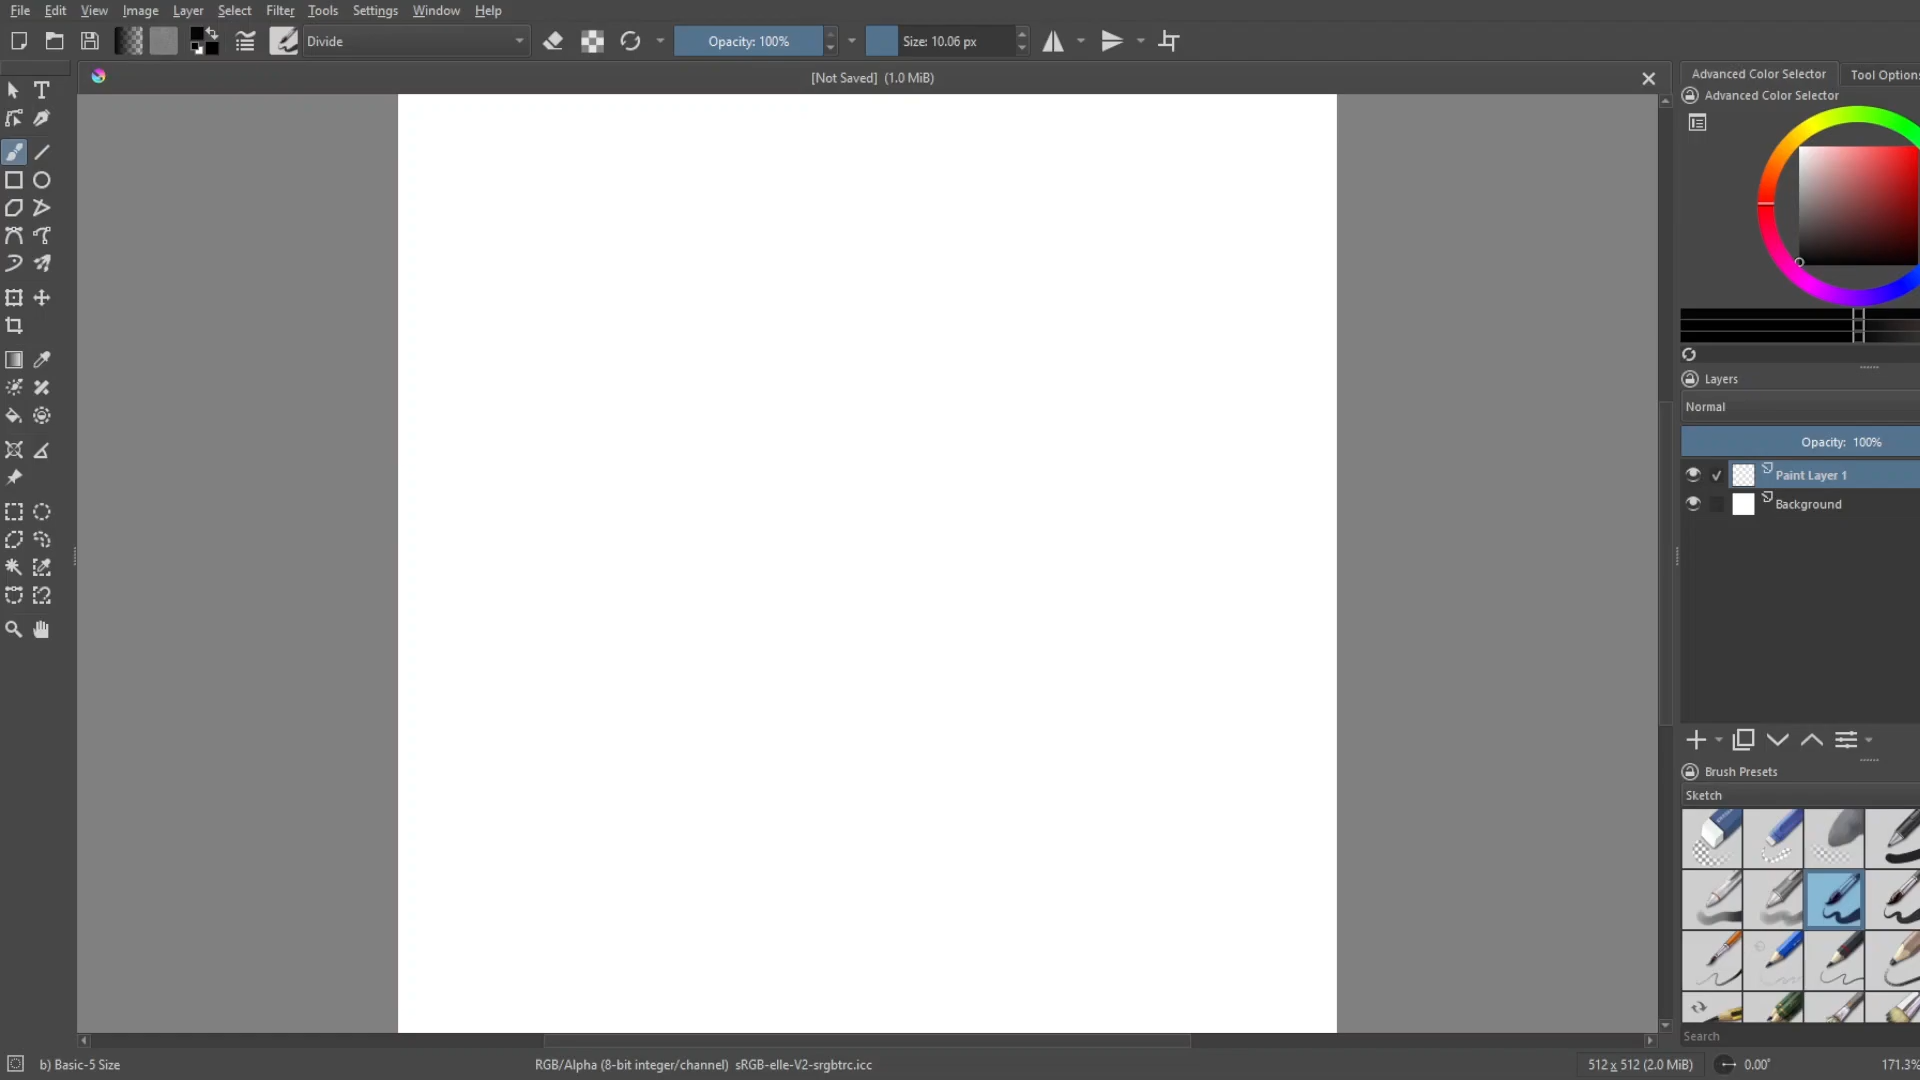 File Edit View Image Layer Select Filter Tools Settings Window Help
Divide Opacity: 100% Size: 10.06 px
[Not Saved] (1.0 MiB)
Advanced Color Selector Tool Options
Advanced Color Selector
Layers
Normal
Opacity: 100%
Paint Layer 1
Background
Brush Presets
Sketch
Search
b) Basic-5 Size RGB/Alpha (8-bit integer/channel) sRGB-elle-V2-srgbtrc.icc 512 x 512 (2.0 MiB) 0.00° 171.3%